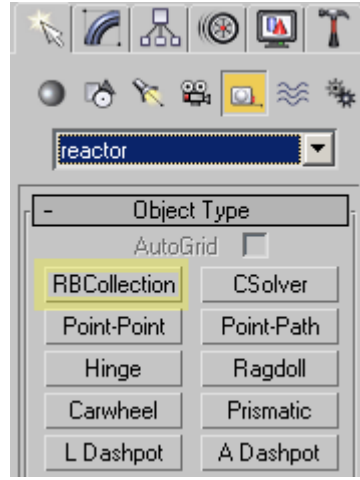 reactor
- Object Type
AutoGrid
RBCollection CSolver
Point-Point Point-Path
Hinge Ragdoll
Carwheel Prismatic
L Dashpot A Dashpot